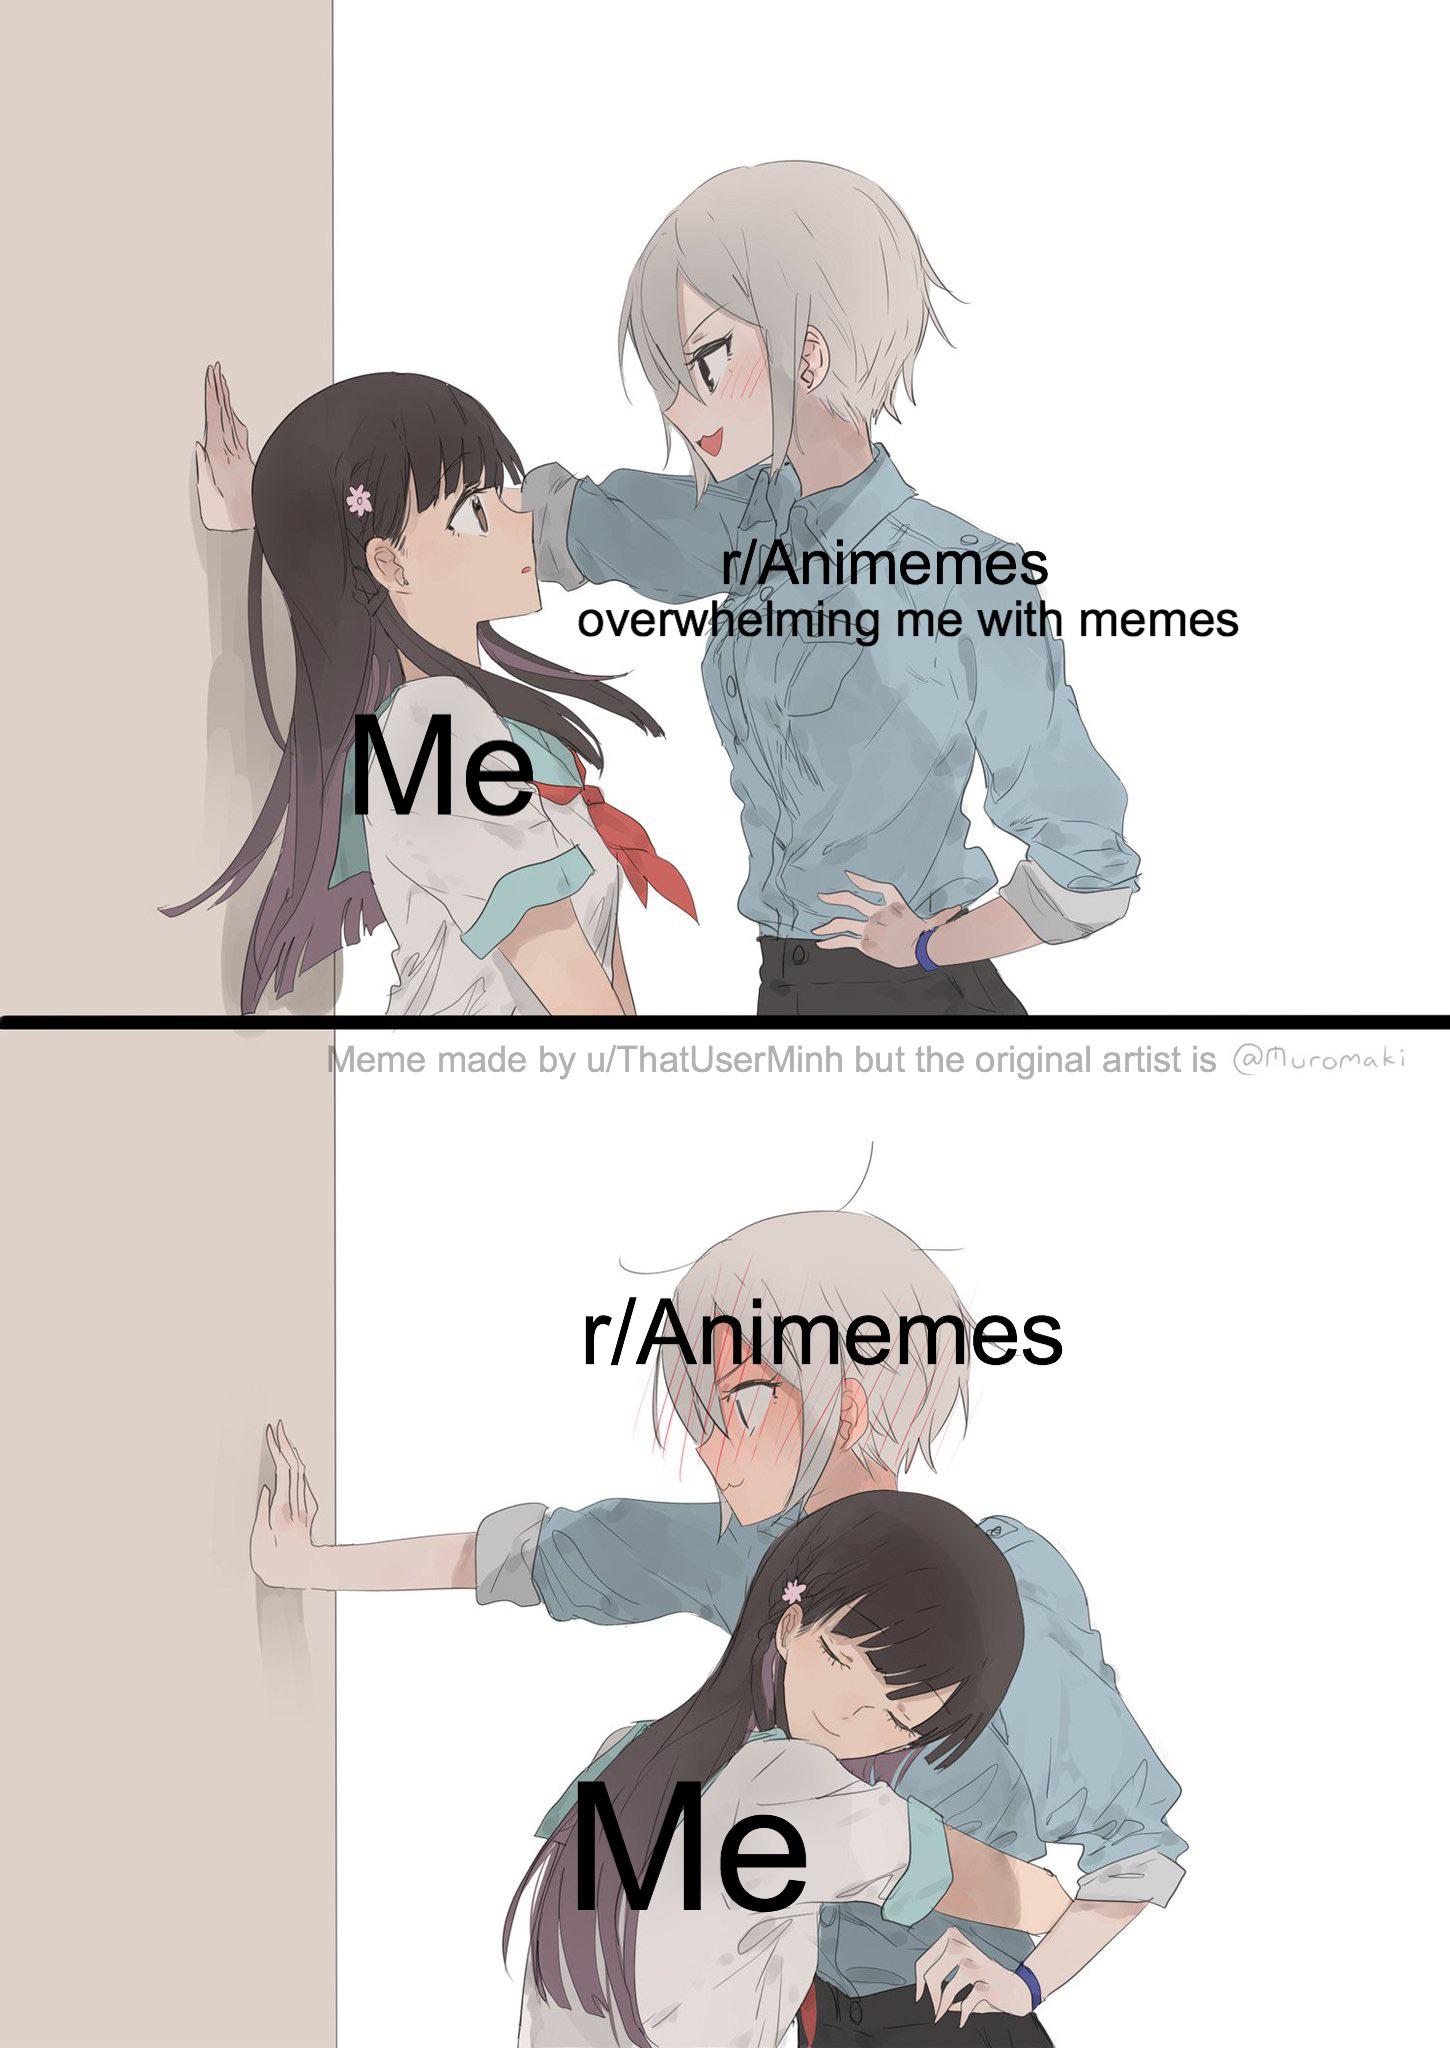 r/Animemes
overwhelming me with memes
Me
Meme made by u/ThatUserMinh but the original artist is @Muromaki
r/Animemes
Me